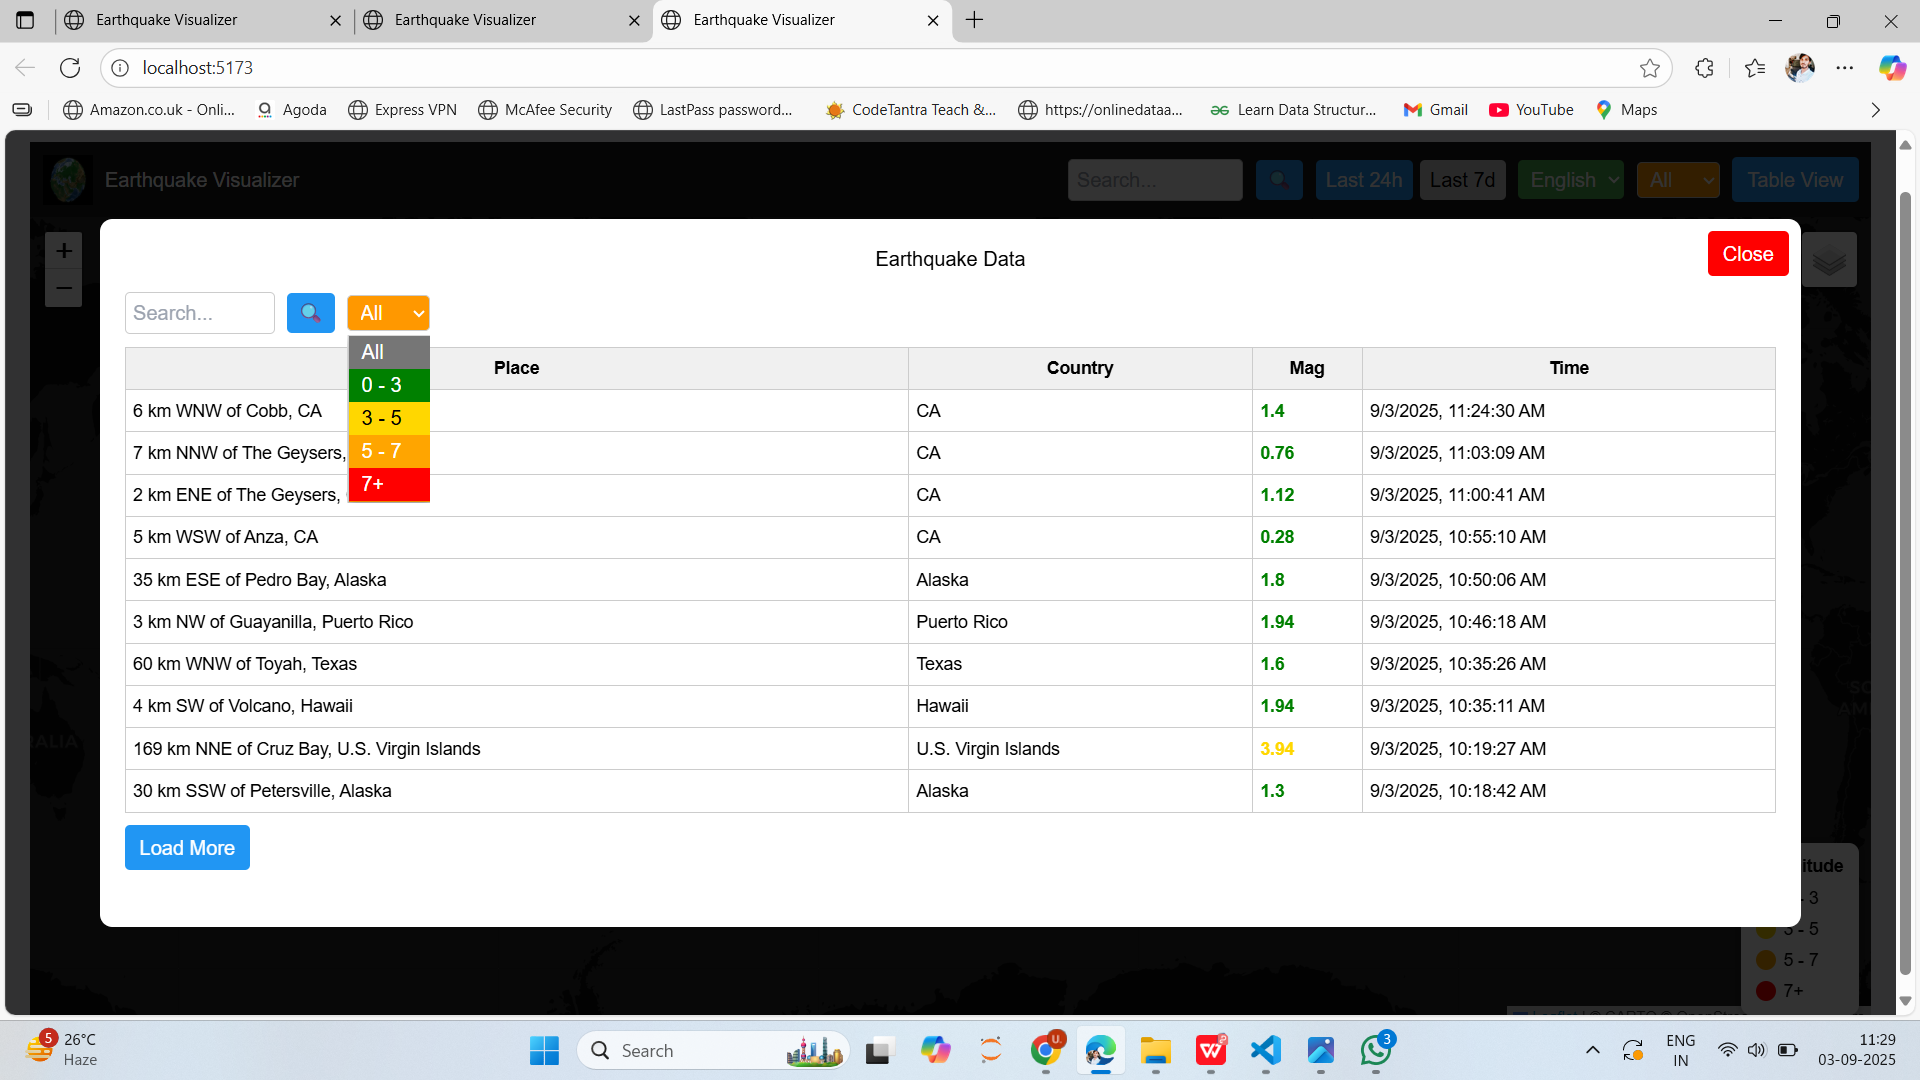 Earthquake Visualizer
Earthquake Visualizer
Earthquake Visualizer
localhost:5173
Amazon.co.uk - Onli...
Agoda
Express VPN
McAfee Security
LastPass password...
CodeTantra Teach &...
https://onlinedataa...
Learn Data Structur...
Gmail
YouTube
Maps
Earthquake Visualizer
Search...
Last 24h
Last 7d
English
All
Table View
+
−
Earthquake Data
Close
Search...
All
All
0 - 3
3 - 5
5 - 7
7+
Place Country Mag Time
6 km WNW of Cobb, CA CA 1.4 9/3/2025, 11:24:30 AM
7 km NNW of The Geysers, CA 0.76 9/3/2025, 11:03:09 AM
2 km ENE of The Geysers, CA 1.12 9/3/2025, 11:00:41 AM
5 km WSW of Anza, CA CA 0.28 9/3/2025, 10:55:10 AM
35 km ESE of Pedro Bay, Alaska Alaska 1.8 9/3/2025, 10:50:06 AM
3 km NW of Guayanilla, Puerto Rico Puerto Rico 1.94 9/3/2025, 10:46:18 AM
60 km WNW of Toyah, Texas Texas 1.6 9/3/2025, 10:35:26 AM
4 km SW of Volcano, Hawaii Hawaii 1.94 9/3/2025, 10:35:11 AM
169 km NNE of Cruz Bay, U.S. Virgin Islands U.S. Virgin Islands 3.94 9/3/2025, 10:19:27 AM
30 km SSW of Petersville, Alaska Alaska 1.3 9/3/2025, 10:18:42 AM
Load More
itude
- 3
3 - 5
5 - 7
7+
5
26°C
Haze
Search
U.
3
ENG
IN
11:29
03-09-2025